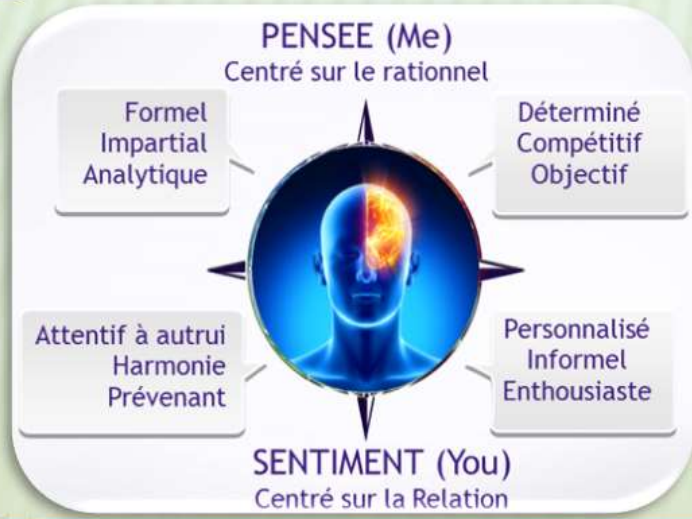 PENSEE (Me)
Centré sur le rationnel
Formel
Impartial
Analytique
Déterminé
Compétitif
Objectif
Attentif à autrui
Harmonie
Prévenant
Personnalisé
Informel
Enthousiaste
SENTIMENT (You)
Centré sur la Relation